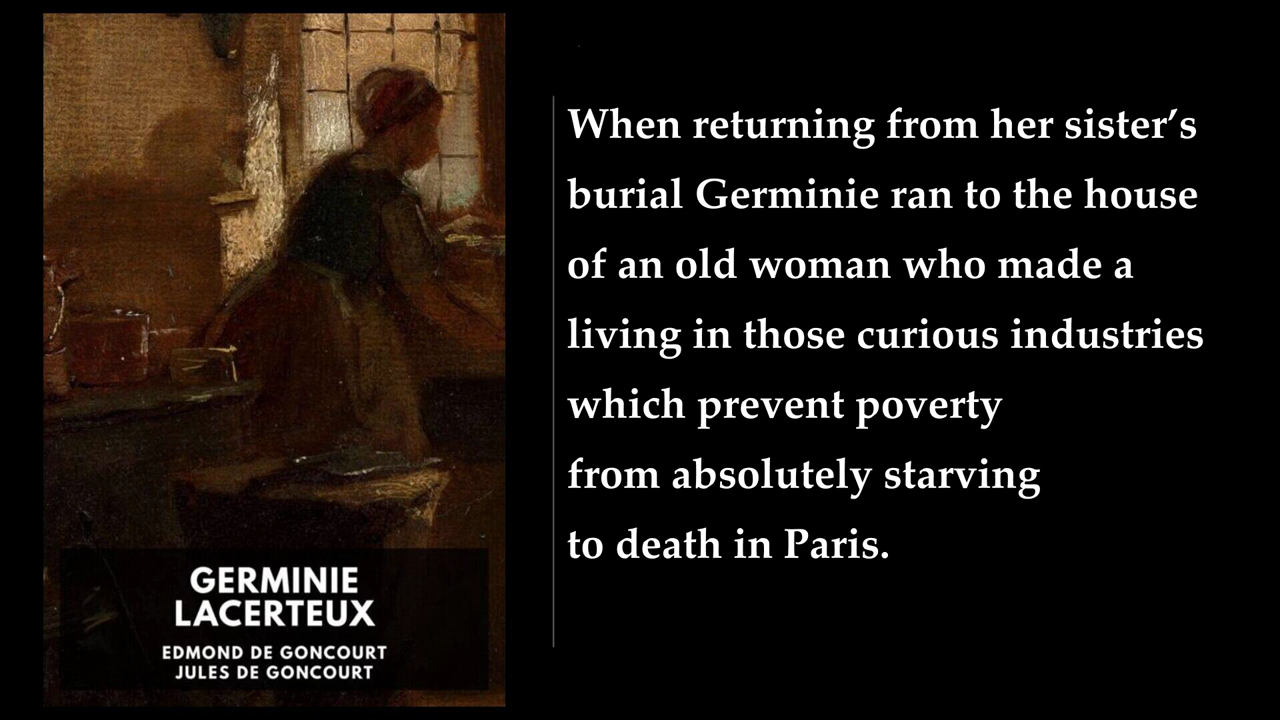 When returning from her sister’s
burial Germinie ran to the house
of an old woman who made a
living in those curious industries
which prevent poverty
from absolutely starving
to death in Paris.
GERMINIE
LACERTEUX
EDMOND DE GONCOURT
JULES DE GONCOURT